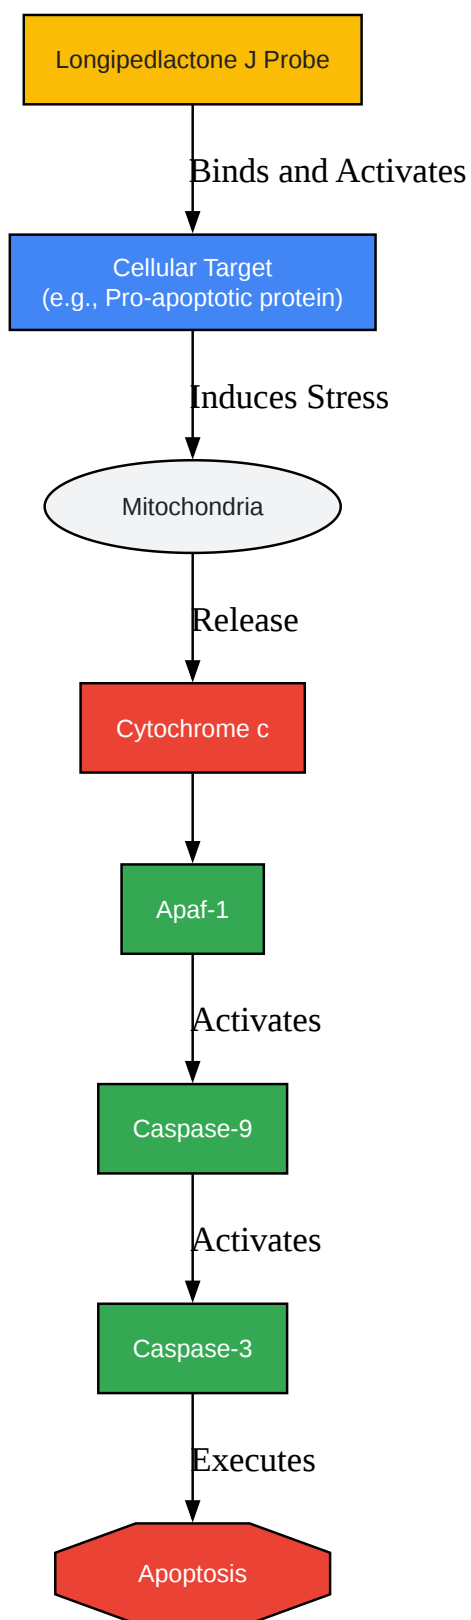 Longipedlactone J Probe
Binds and Activates
Cellular Target
(e.g., Pro-apoptotic protein)
Induces Stress
Mitochondria
Release
Cytochrome c
Apaf-1
Activates
Caspase-9
Activates
Caspase-3
Executes
Apoptosis